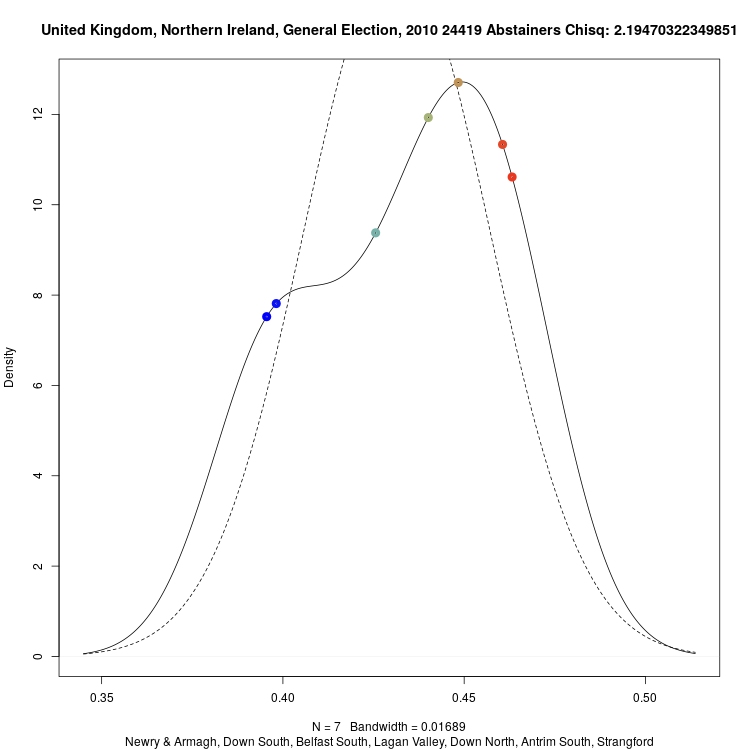 United Kingdom, Northern Ireland, General Election, 2010 24419 Abstainers Chisq: 2.19470322349851
Density
12
10
8
6
4
2
0
0.35 0.40 0.45 0.50
N = 7 Bandwidth = 0.01689
Newry & Armagh, Down South, Belfast South, Lagan Valley, Down North, Antrim South, Strangford